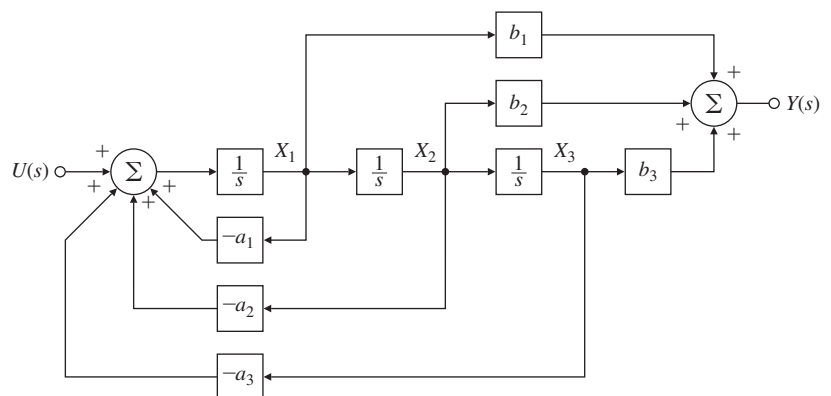 b₁
+
b₂
+
Σ
Y(s)
+
+
U(s)
+
+
Σ
+
+
1/s
X₁
1/s
X₂
1/s
X₃
b₃
−a₁
−a₂
−a₃